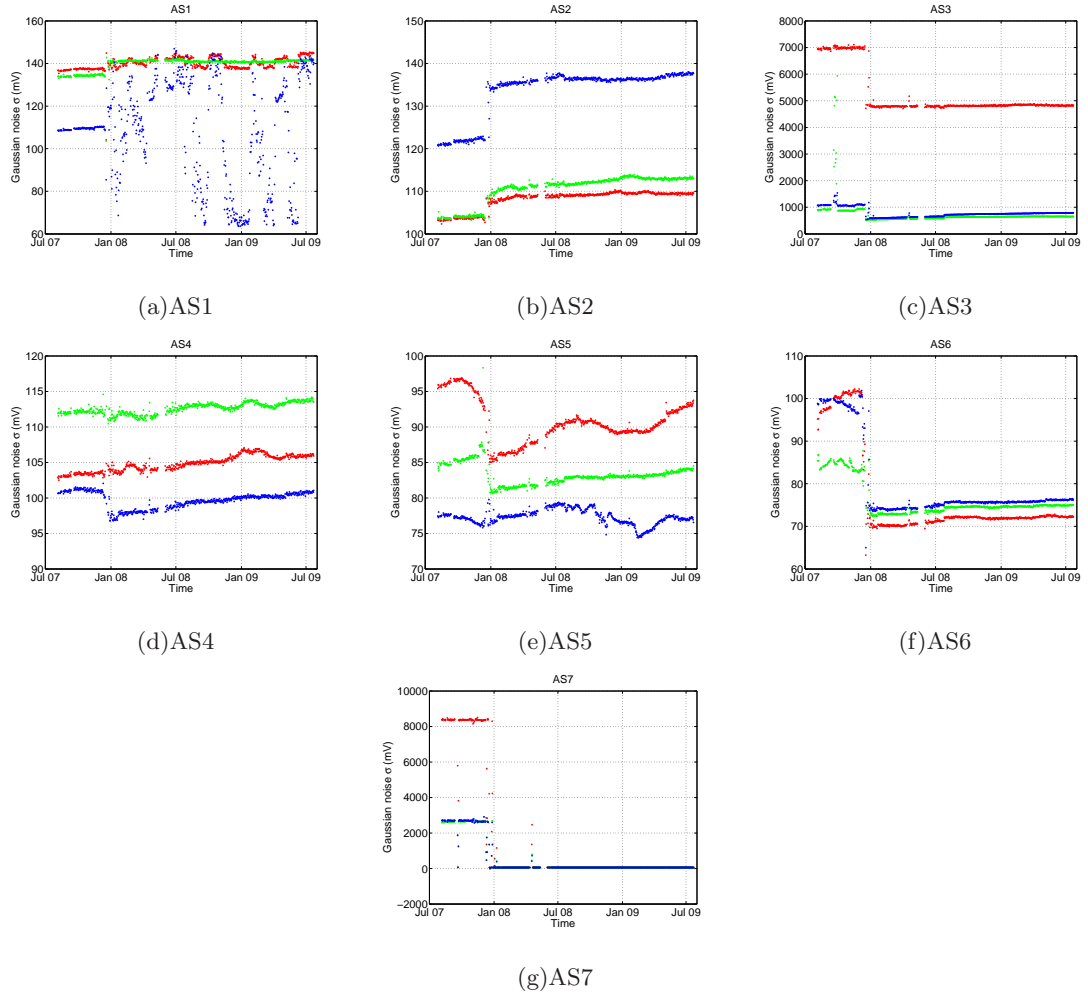 AS1
Gaussian noise σ (mV)
160
140
120
100
80
60
Jul 07
Jan 08
Jul 08
Jan 09
Jul 09
Time
(a)AS1
AS2
Gaussian noise σ (mV)
150
140
130
120
110
100
Jul 07
Jan 08
Jul 08
Jan 09
Jul 09
Time
(b)AS2
AS3
Gaussian noise σ (mV)
8000
7000
6000
5000
4000
3000
2000
1000
0
Jul 07
Jan 08
Jul 08
Jan 09
Jul 09
Time
(c)AS3
AS4
Gaussian noise σ (mV)
120
115
110
105
100
95
90
Jul 07
Jan 08
Jul 08
Jan 09
Jul 09
Time
(d)AS4
AS5
Gaussian noise σ (mV)
100
95
90
85
80
75
70
Jul 07
Jan 08
Jul 08
Jan 09
Jul 09
Time
(e)AS5
AS6
Gaussian noise σ (mV)
110
100
90
80
70
60
Jul 07
Jan 08
Jul 08
Jan 09
Jul 09
Time
(f)AS6
AS7
Gaussian noise σ (mV)
10000
8000
6000
4000
2000
0
−2000
Jul 07
Jan 08
Jul 08
Jan 09
Jul 09
Time
(g)AS7